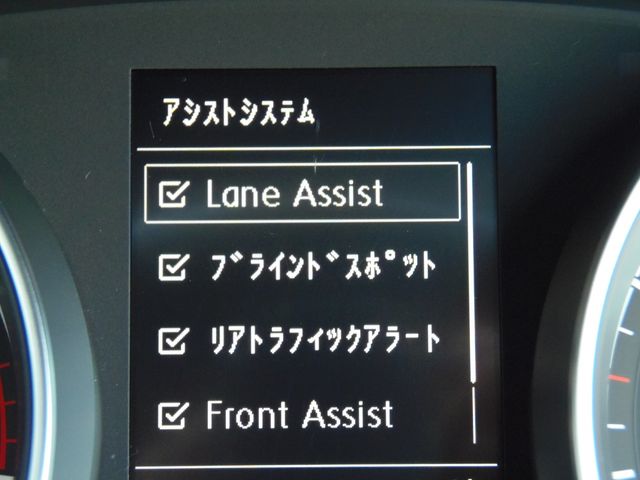 ｱｼｽﾄｼｽﾃﾑ
Lane Assist
ﾌﾞﾗｲﾝﾄﾞｽﾎﾟｯﾄ
ﾘｱﾄﾗﾌｨｯｸｱﾗｰﾄ
Front Assist